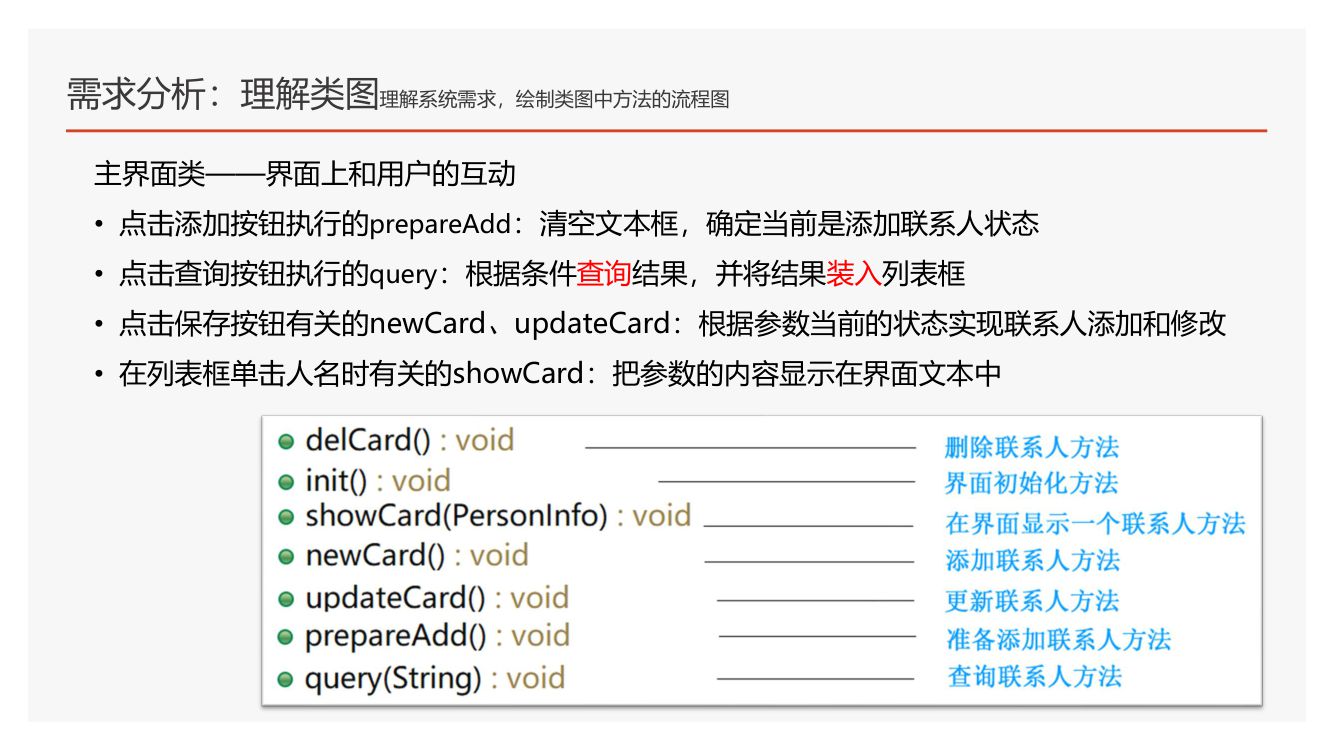 需求分析：理解类图理解系统需求，绘制类图中方法的流程图
主界面类——界面上和用户的互动
• 点击添加按钮执行的prepareAdd：清空文本框，确定当前是添加联系人状态
• 点击查询按钮执行的query：根据条件查询结果，并将结果装入列表框
• 点击保存按钮有关的newCard、updateCard：根据参数当前的状态实现联系人添加和修改
• 在列表框单击人名时有关的showCard：把参数的内容显示在界面文本中
delCard() : void 删除联系人方法
init() : void 界面初始化方法
showCard(PersonInfo) : void 在界面显示一个联系人方法
newCard() : void 添加联系人方法
updateCard() : void 更新联系人方法
prepareAdd() : void 准备添加联系人方法
query(String) : void 查询联系人方法